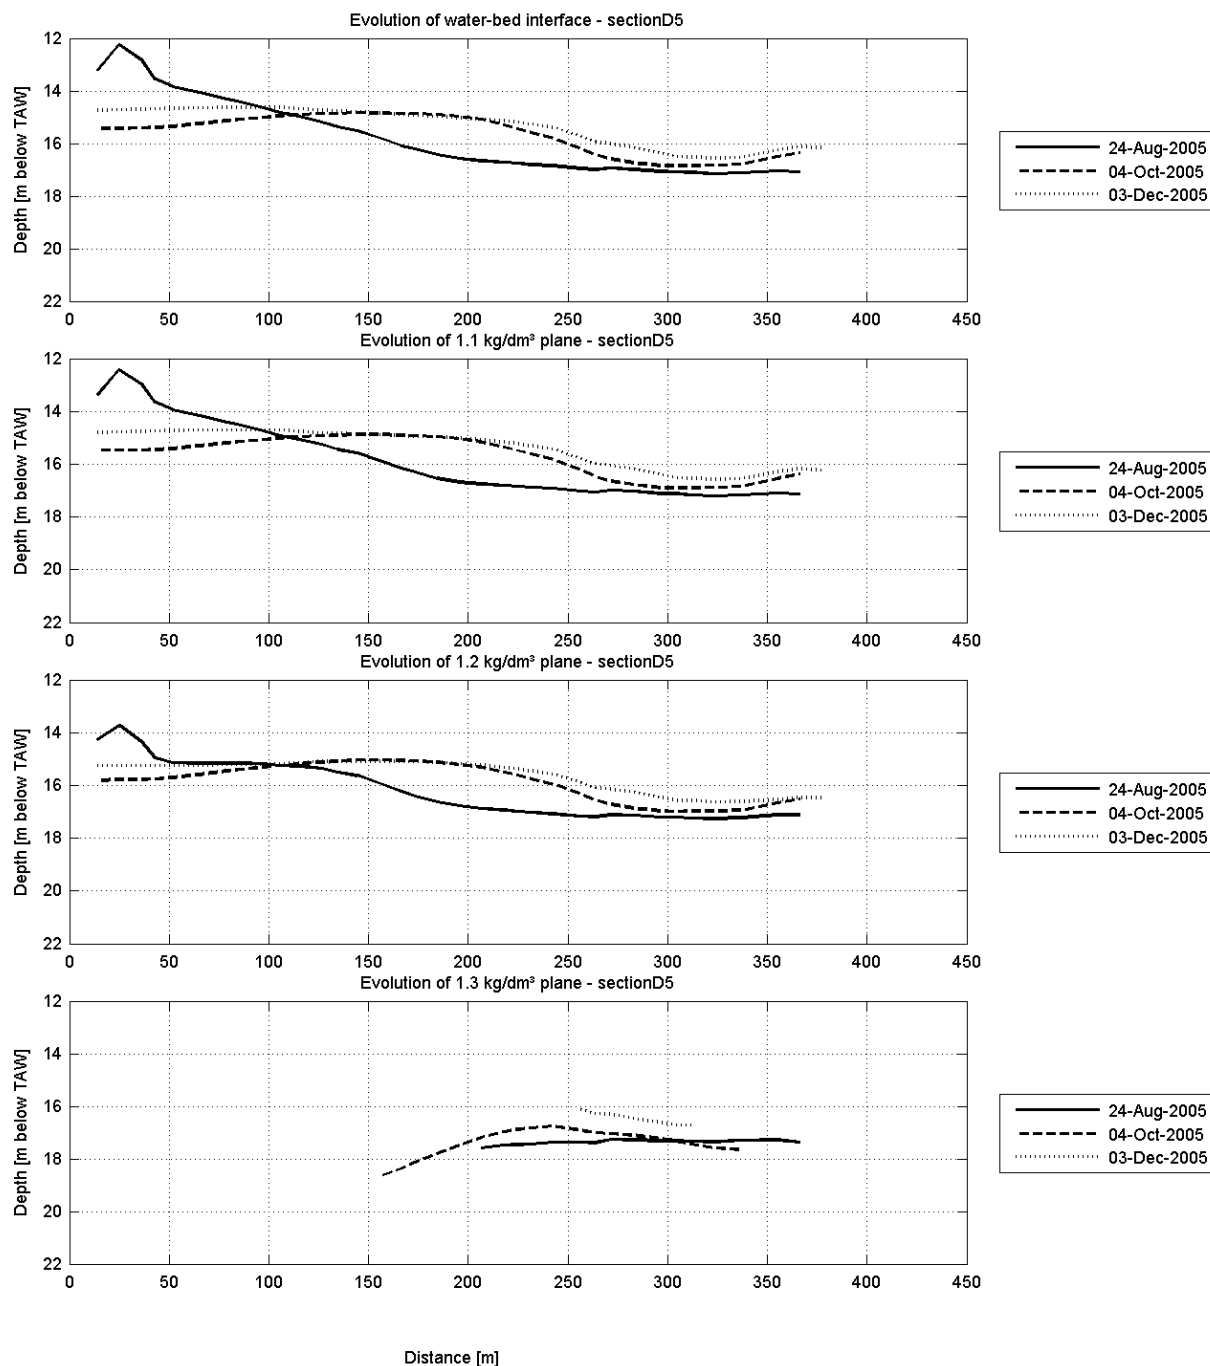 Evolution of water-bed interface - sectionD5
Depth [m below TAW]
12
14
16
18
20
22
0 50 100 150 200 250 300 350 400 450
24-Aug-2005
04-Oct-2005
03-Dec-2005
Evolution of 1.1 kg/dm³ plane - sectionD5
Depth [m below TAW]
12
14
16
18
20
22
0 50 100 150 200 250 300 350 400 450
24-Aug-2005
04-Oct-2005
03-Dec-2005
Evolution of 1.2 kg/dm³ plane - sectionD5
Depth [m below TAW]
12
14
16
18
20
22
0 50 100 150 200 250 300 350 400 450
24-Aug-2005
04-Oct-2005
03-Dec-2005
Evolution of 1.3 kg/dm³ plane - sectionD5
Depth [m below TAW]
12
14
16
18
20
22
0 50 100 150 200 250 300 350 400 450
24-Aug-2005
04-Oct-2005
03-Dec-2005
Distance [m]